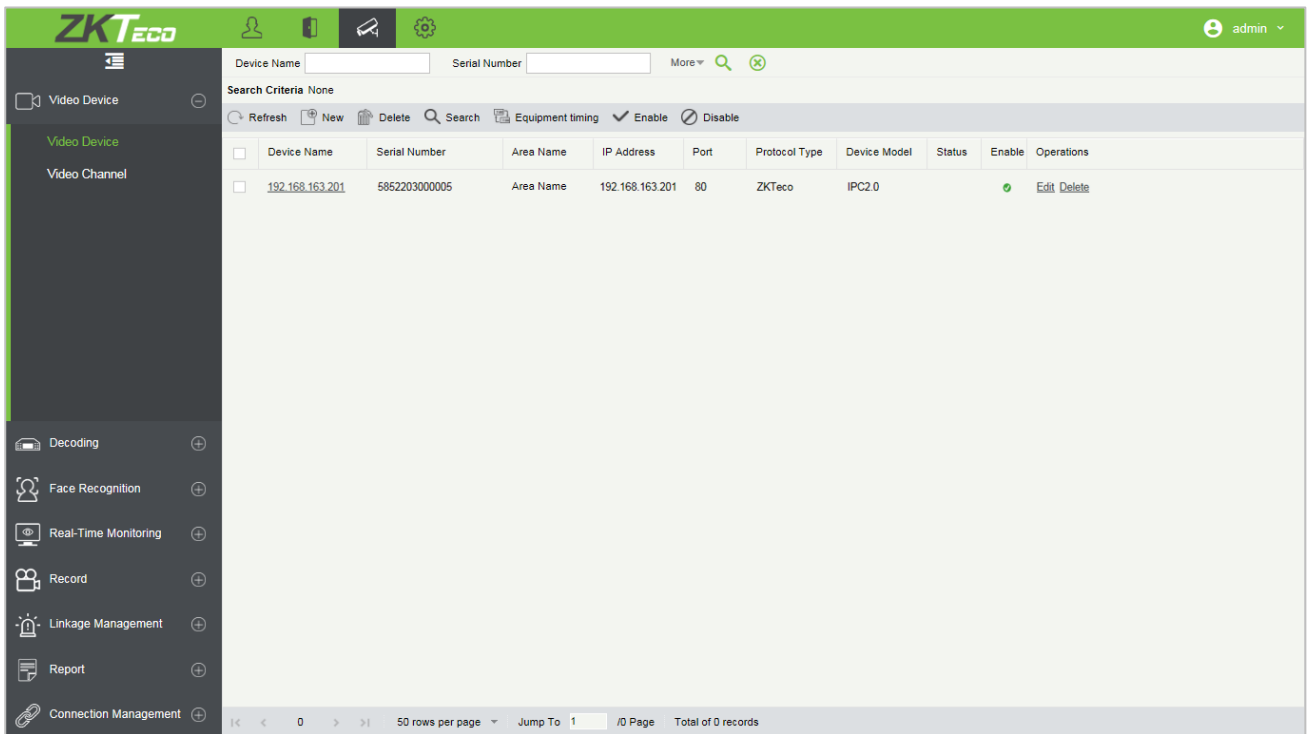 ZKTECO
admin
Device Name Serial Number More
Search Criteria None
Refresh New Delete Search Equipment timing Enable Disable
Video Device
Video Device
Video Channel
Decoding
Face Recognition
Real-Time Monitoring
Record
Linkage Management
Report
Connection Management
Device Name Serial Number Area Name IP Address Port Protocol Type Device Model Status Enable Operations
192.168.163.201 5852203000005 Area Name 192.168.163.201 80 ZKTeco IPC2.0 Edit Delete
0 50 rows per page Jump To 1 /0 Page Total of 0 records